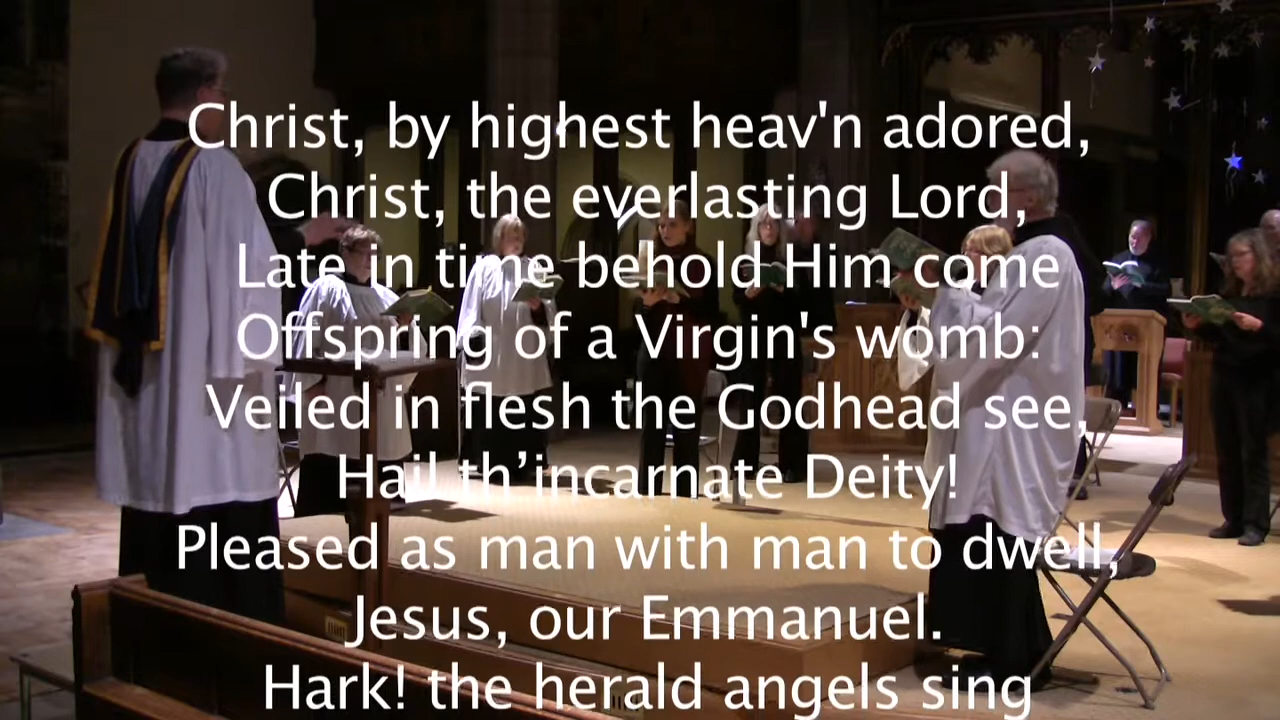 Christ, by highest heav'n adored,
Christ, the everlasting Lord,
Late in time behold Him come
Offspring of a Virgin's womb:
Veiled in flesh the Godhead see,
Hail th’incarnate Deity!
Pleased as man with man to dwell,
Jesus, our Emmanuel.
Hark! the herald angels sing